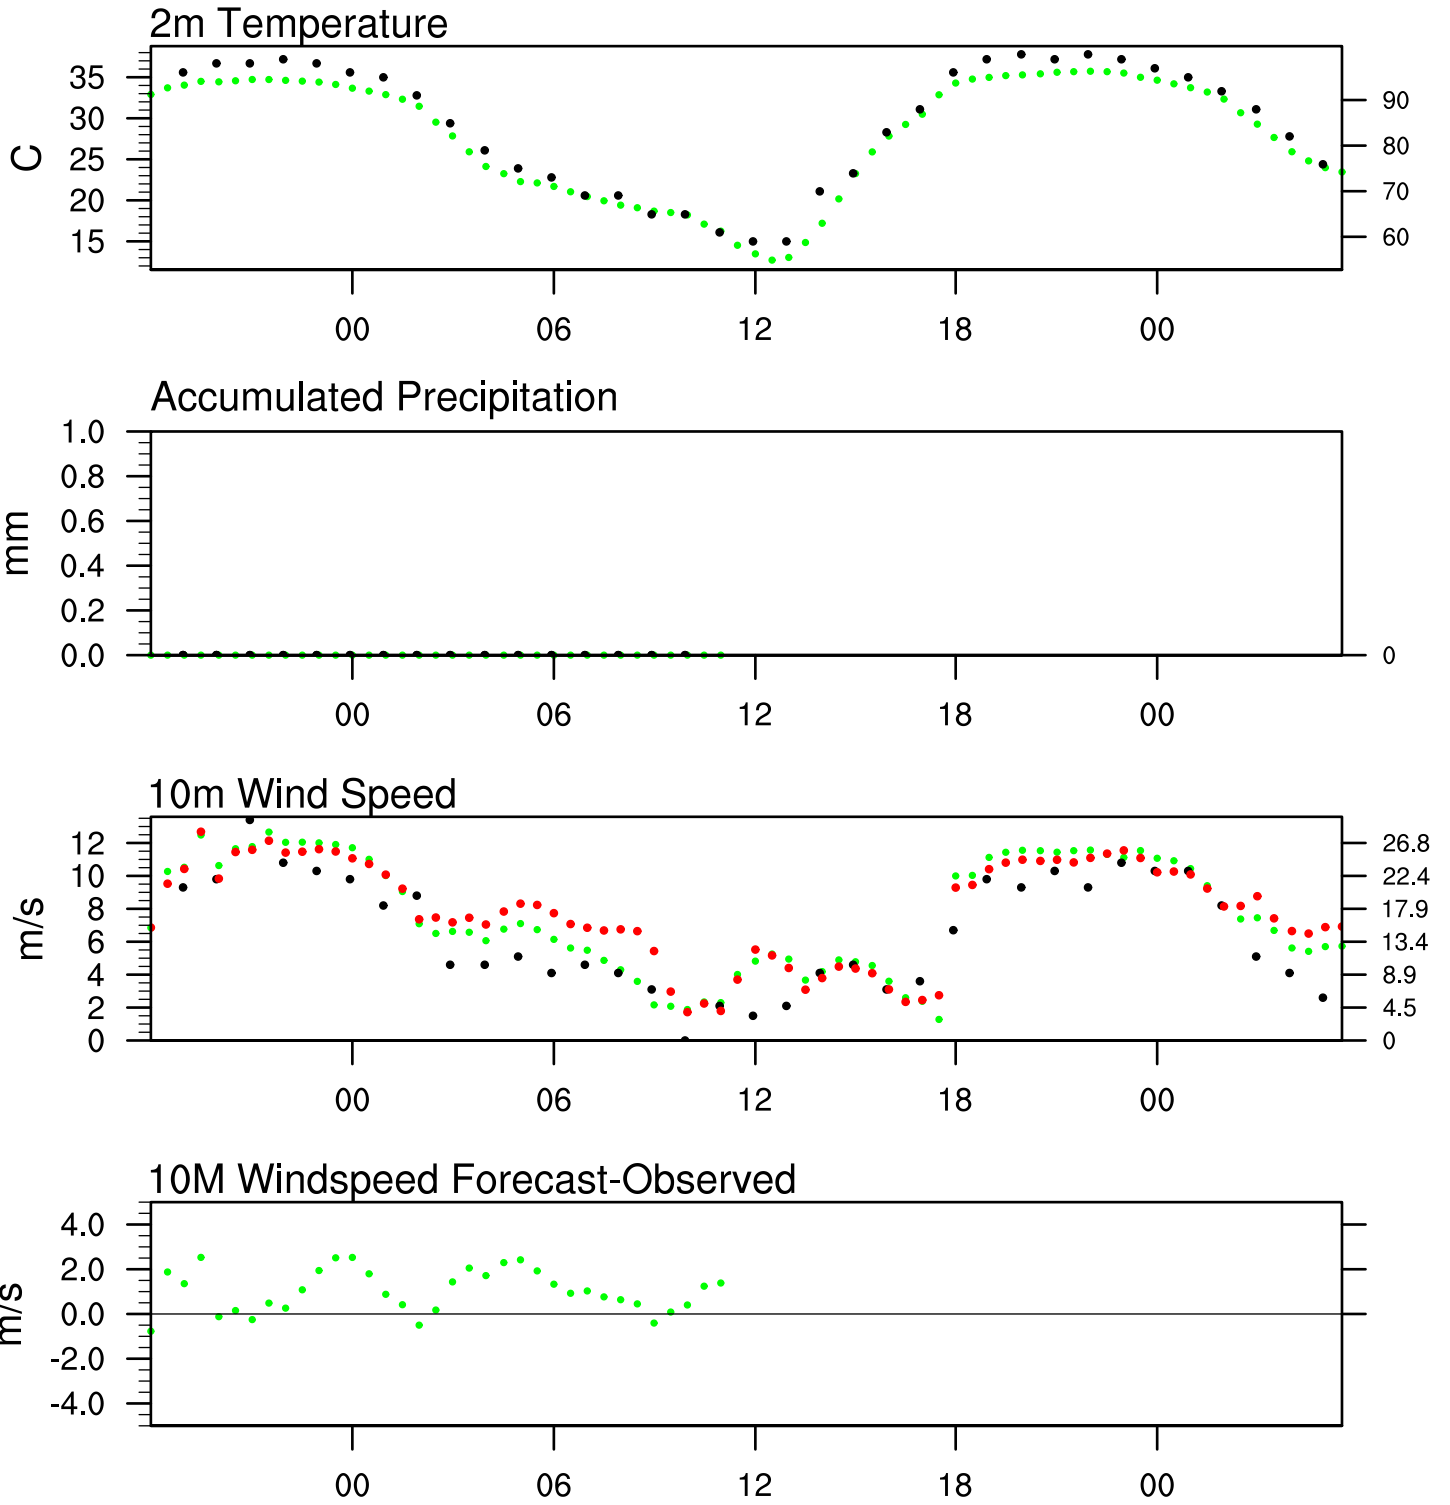 2m Temperature
35
30
25
20
15
C
90
80
70
60
00 06 12 18 00
Accumulated Precipitation
1.0
0.8
0.6
0.4
0.2
0.0
mm
0
00 06 12 18 00
10m Wind Speed
12
10
8
6
4
2
0
m/s
26.8
22.4
17.9
13.4
8.9
4.5
0
00 06 12 18 00
10M Windspeed Forecast-Observed
4.0
2.0
0.0
-2.0
-4.0
m/s
00 06 12 18 00